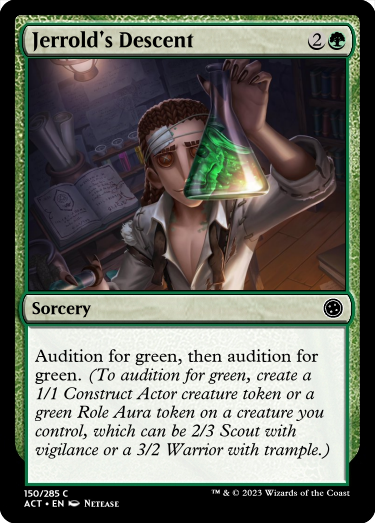 Jerrold's Descent 2
Sorcery
Audition for green, then audition for
green. (To audition for green, create a
1/1 Construct Actor creature token or a
green Role Aura token on a creature you
control, which can be 2/3 Scout with
vigilance or a 3/2 Warrior with trample.)
150/285 C
ACT • EN Netease
™ & © 2023 Wizards of the Coast